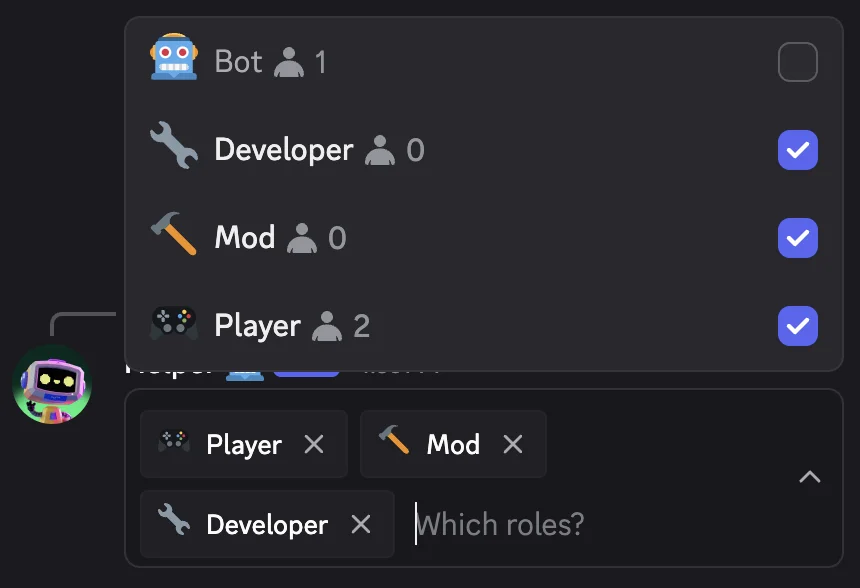 Bot 1
Developer 0
Mod 0
Player 2
Player
Mod
Developer
Which roles?